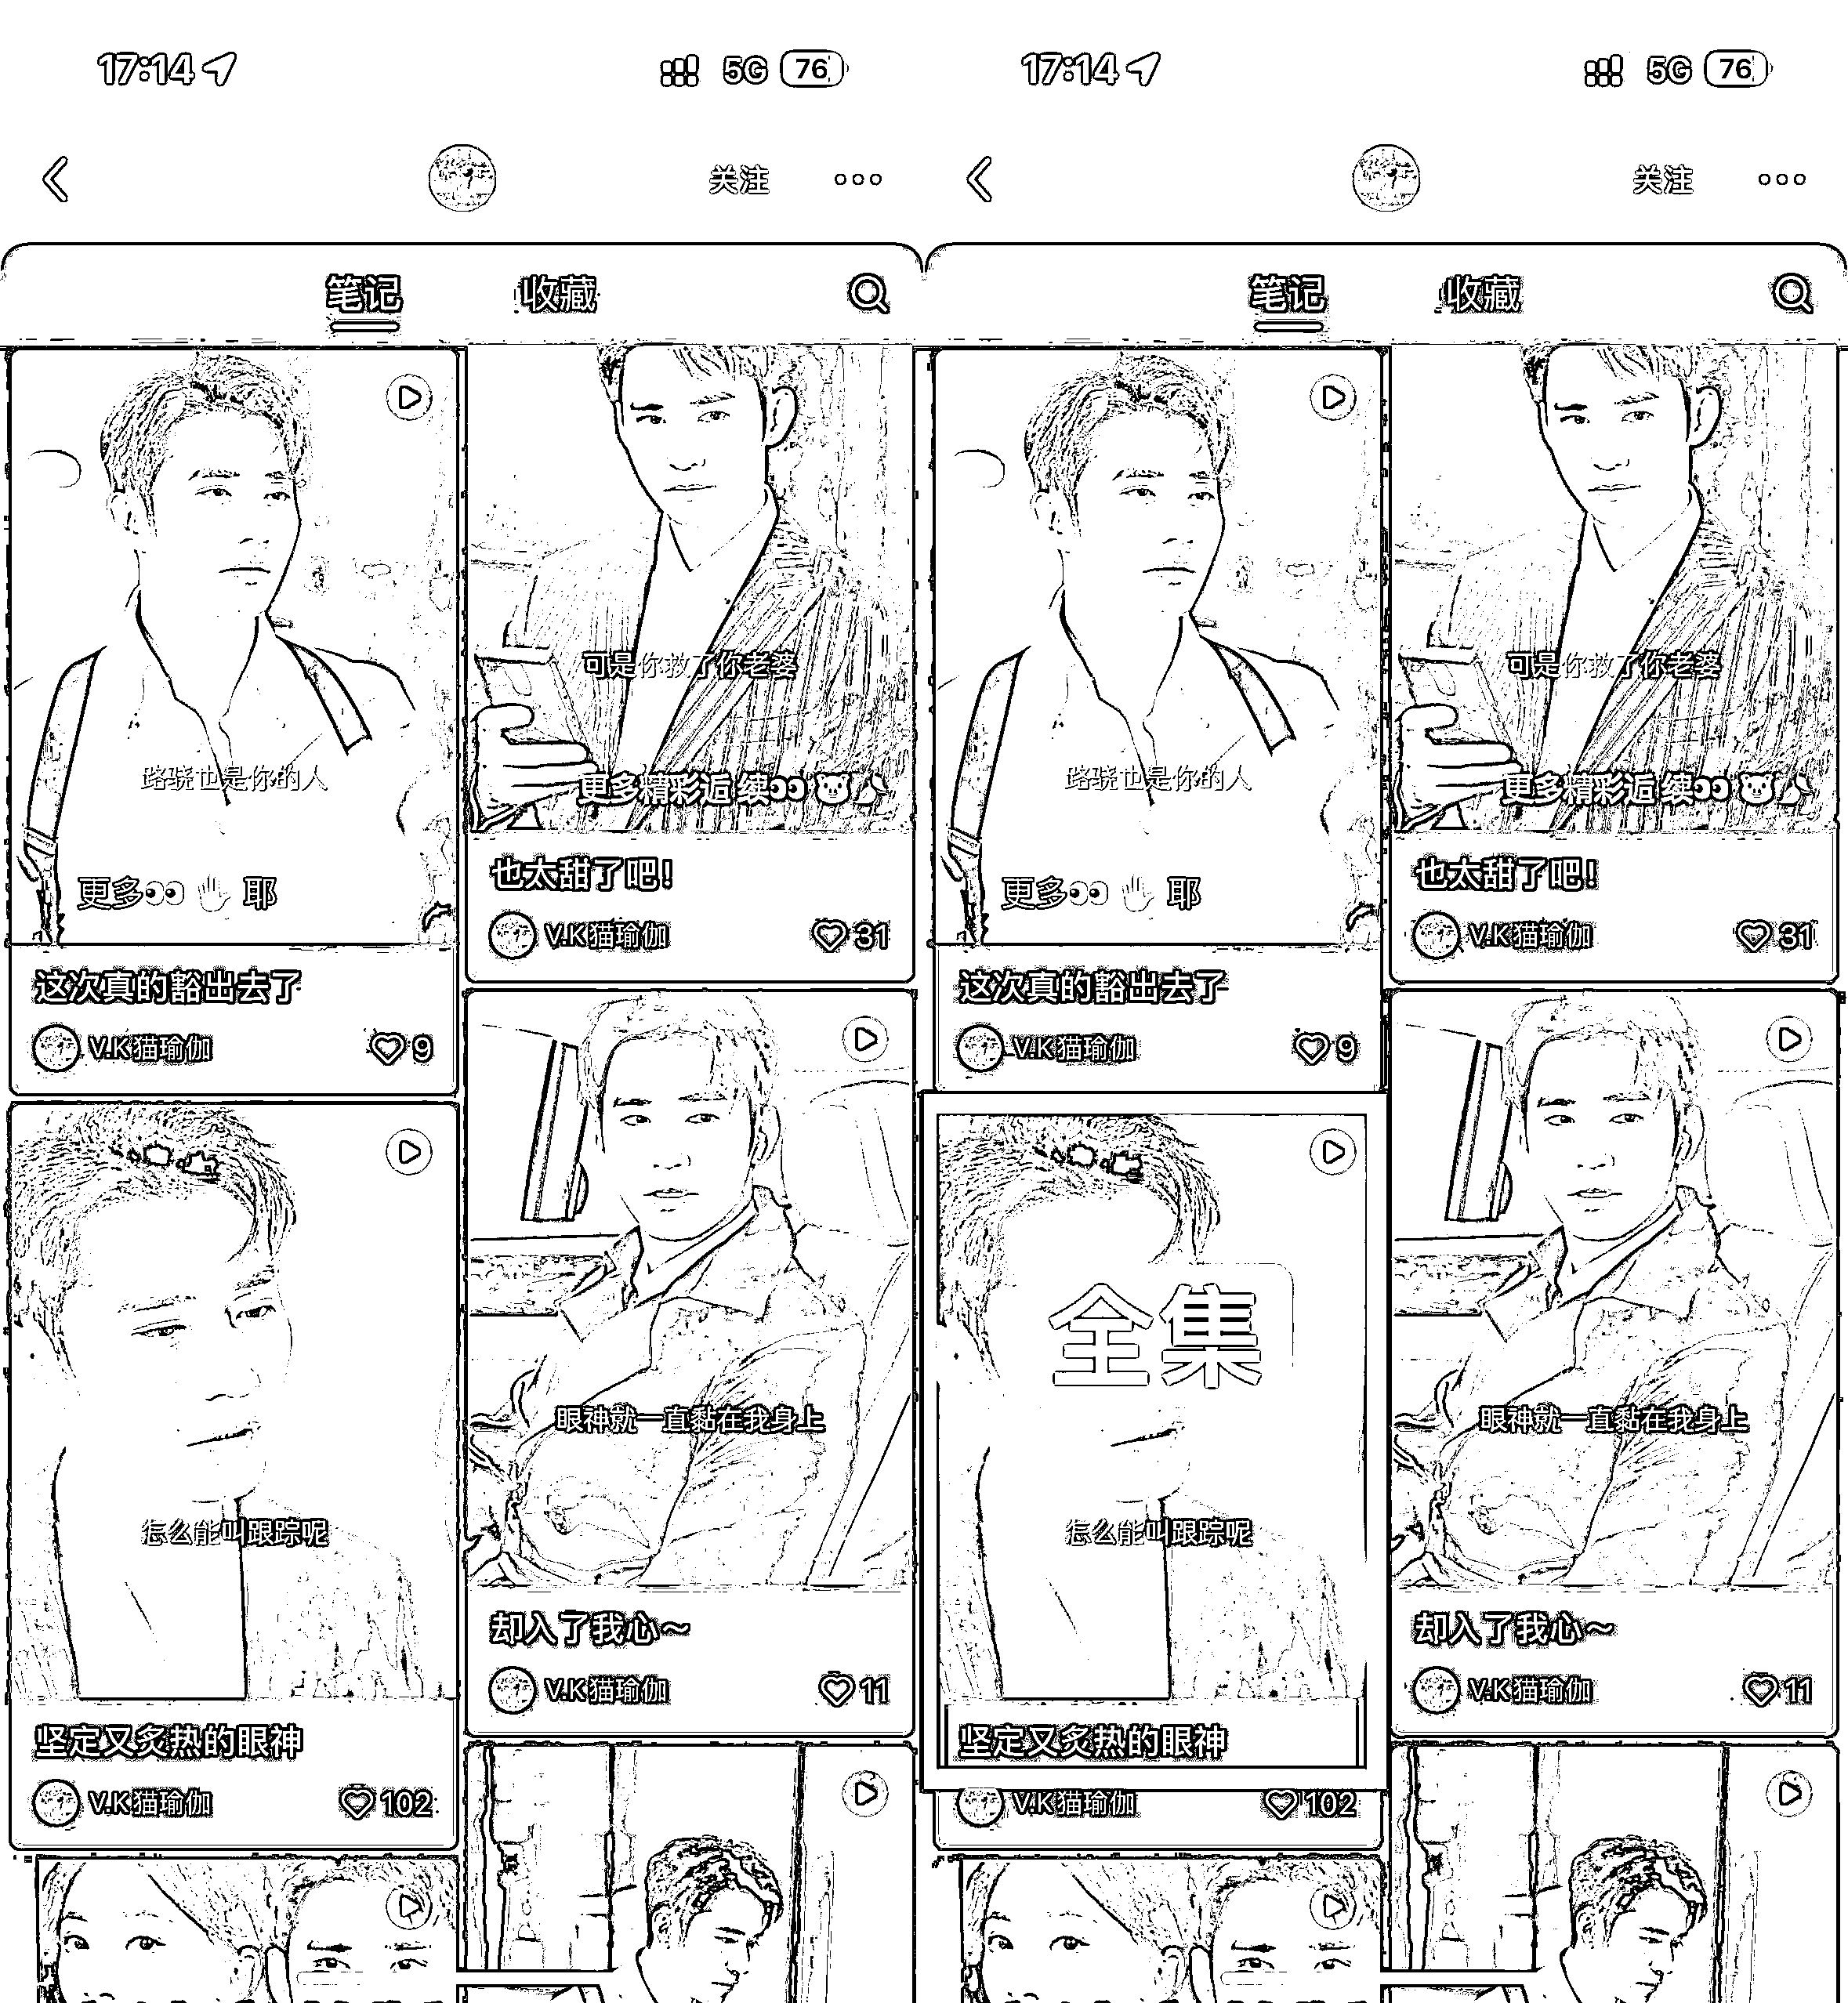 17:14 5G 76
关注
笔记 收藏
路骁也是你的人
更多👀 🖐 耶
这次真的豁出去了
V.K猫瑜伽 9
可是你救了你老婆
更多精彩逅 续👀 🐷
也太甜了吧!
V.K猫瑜伽 31
怎么能叫跟踪呢
坚定又炙热的眼神
V.K猫瑜伽 102
眼神就一直黏在我身上
却入了我心~
V.K猫瑜伽 11
17:14 5G 76
关注
笔记 收藏
路骁也是你的人
更多👀 🖐 耶
这次真的豁出去了
V.K猫瑜伽 9
可是你救了你老婆
更多精彩逅 续👀 🐷
也太甜了吧!
V.K猫瑜伽 31
全集
怎么能叫跟踪呢
坚定又炙热的眼神
V.K猫瑜伽 102
眼神就一直黏在我身上
却入了我心~
V.K猫瑜伽 11